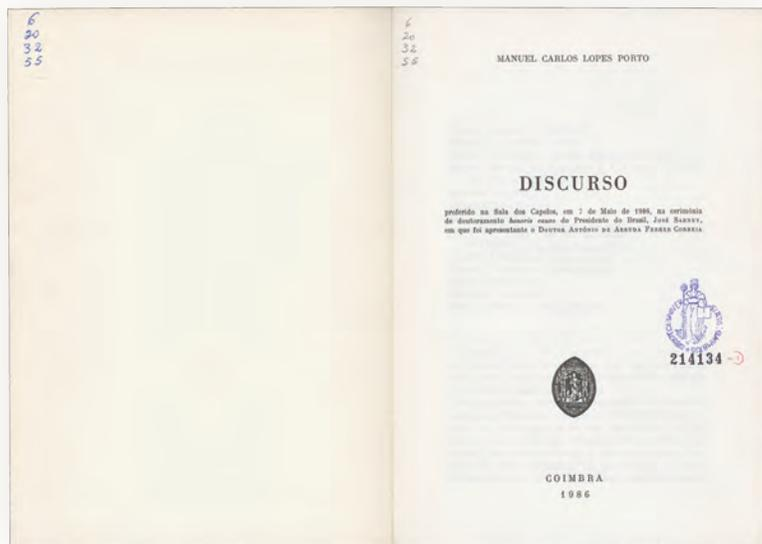 6
20
32
55
6
20
32
55
MANUEL CARLOS LOPES PORTO
DISCURSO
proferido na Sala dos Capelos, em 7 de Maio de 1986, na cerimónia
de doutoramento honoris causa do Presidente do Brasil, JOSÉ SARNEY,
em que foi apresentante o DOUTOR ANTÓNIO DE ARRUDA FERRER CORREIA
214134
COIMBRA
1986